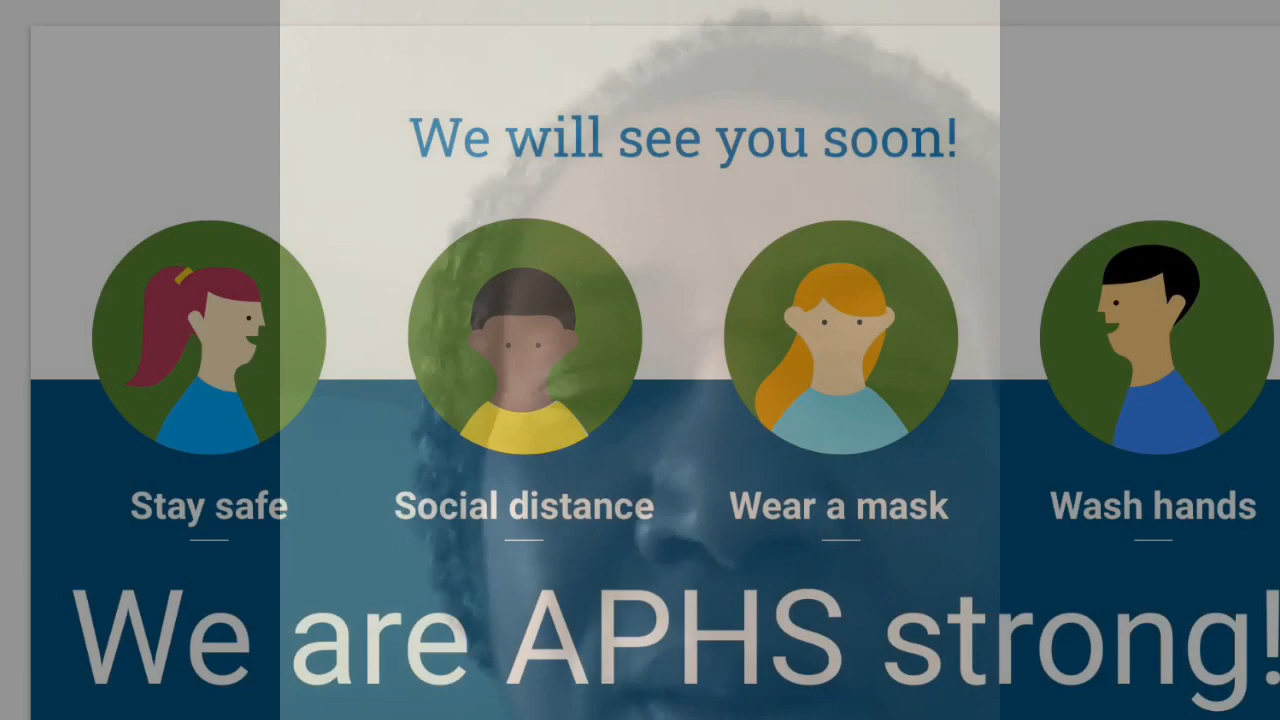 We will see you soon!
Stay safe
Social distance
Wear a mask
Wash hands
We are APHS strong!